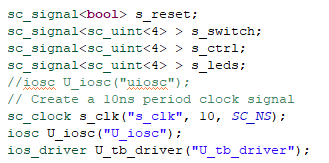 sc_signal<bool> s_reset;
sc_signal<sc_uint<4> > s_switch;
sc_signal<sc_uint<4> > s_ctrl;
sc_signal<sc_uint<4> > s_leds;
//iosc U_iosc("uiosc");
// Create a 10ns period clock signal
sc_clock s_clk("s_clk", 10, SC_NS);
iosc U_iosc("U_iosc");
ios_driver U_tb_driver("U_tb_driver");